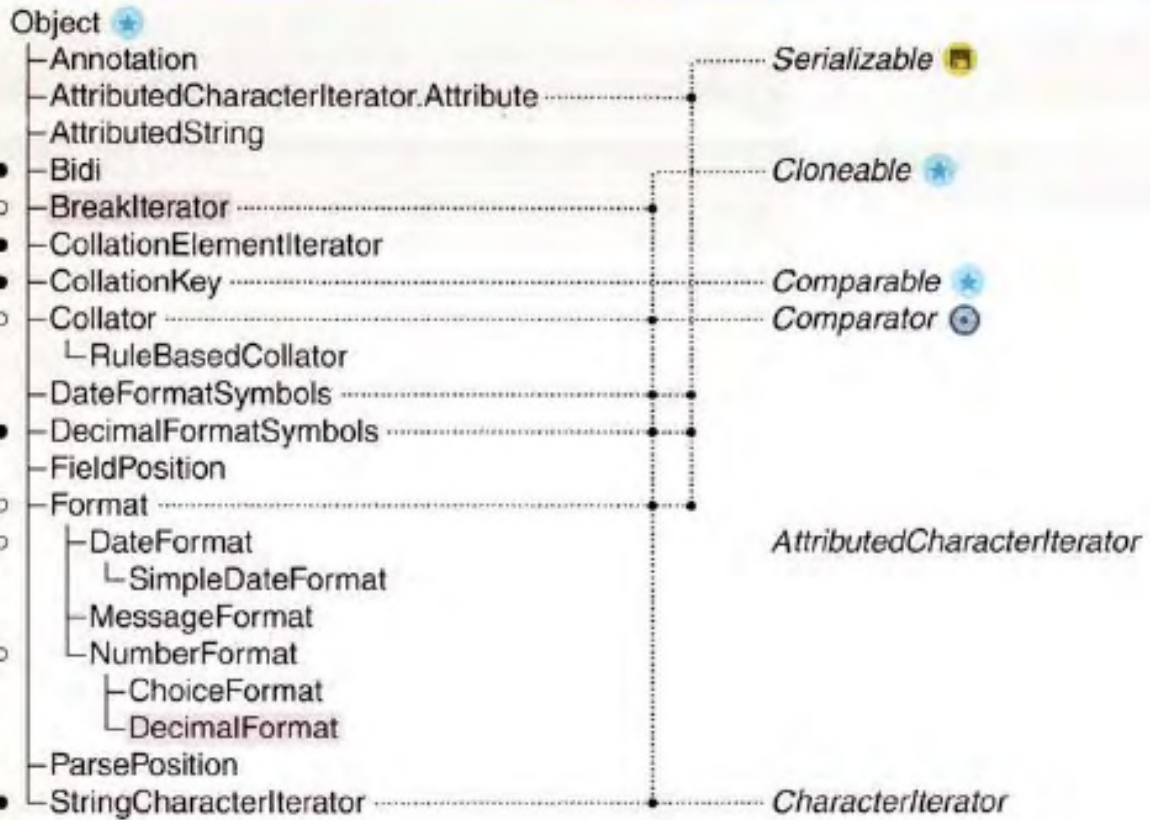 Object
Annotation Serializable
AttributedCharacterIterator.Attribute
AttributedString
Bidi Cloneable
BreakIterator
CollationElementIterator
CollationKey Comparable
Collator Comparator
RuleBasedCollator
DateFormatSymbols
DecimalFormatSymbols
FieldPosition
Format
DateFormat AttributedCharacterIterator
SimpleDateFormat
MessageFormat
NumberFormat
ChoiceFormat
DecimalFormat
ParsePosition
StringCharacterIterator CharacterIterator